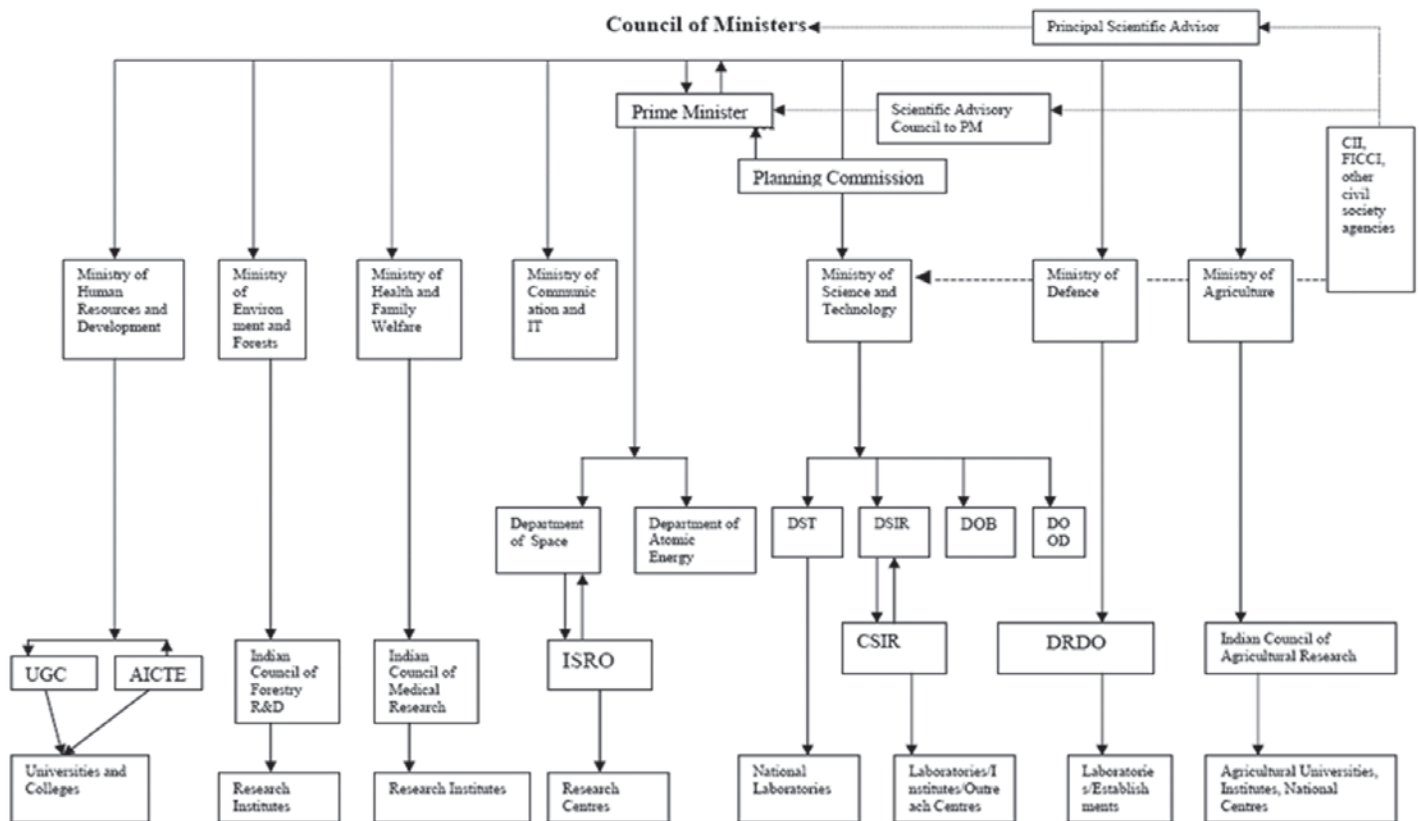 Council of Ministers
Principal Scientific Advisor
Prime Minister
Scientific Advisory
Council to PM
Planning Commission
CII,
FICCI,
other
civil
society
agencies
Ministry of
Human
Resources and
Development
Ministry
of
Environ
ment and
Forests
Ministry of
Health and
Family
Welfare
Ministry of
Communic
ation and
IT
Ministry of
Science and
Technology
Ministry of
Defence
Ministry of
Agriculture
Department
of Space
Department of
Atomic
Energy
DST
DSIR
DOB
DO
OD
UGC
AICTE
Indian
Council of
Forestry
R&D
Indian
Council of
Medical
Research
ISRO
CSIR
DRDO
Indian Council of
Agricultural Research
Universities and
Colleges
Research
Institutes
Research Institutes
Research
Centres
National
Laboratories
Laboratories/I
nstitutes/Outre
ach Centres
Laboratorie
s/Establish
ments
Agricultural Universities,
Institutes, National
Centres